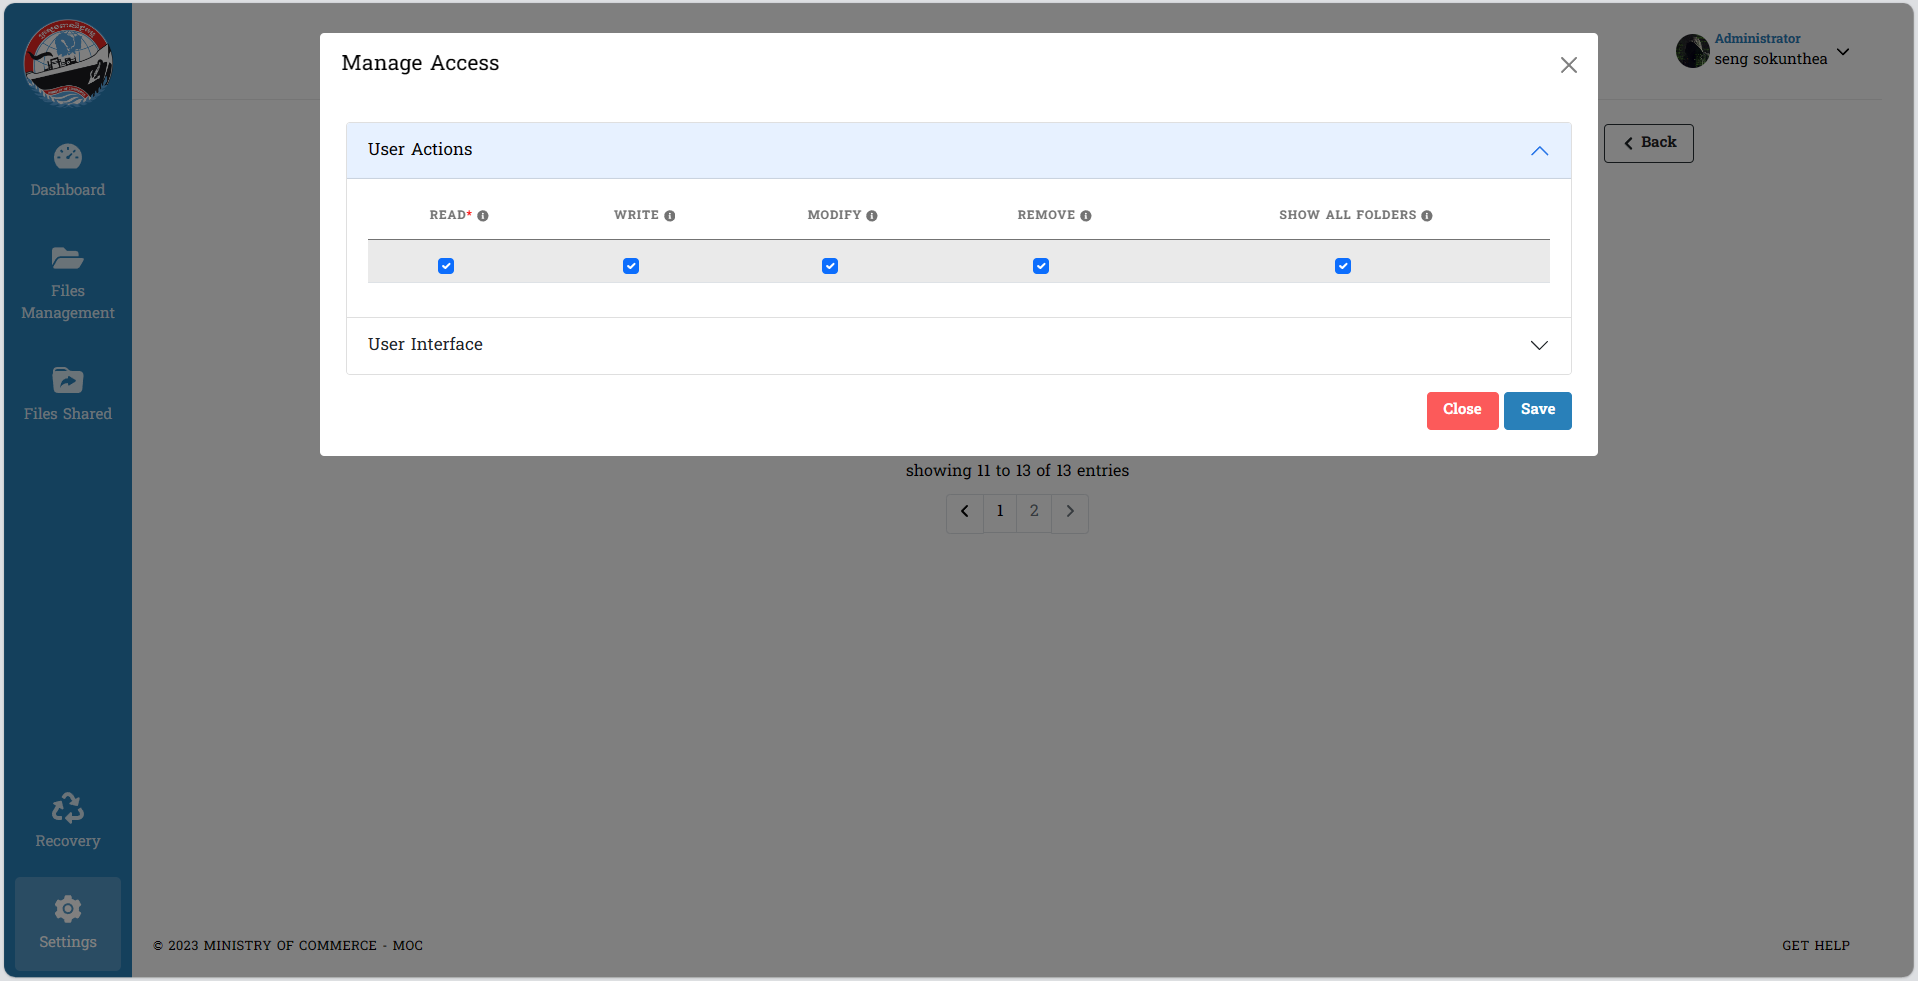 Manage Access
Administrator
seng sokunthea
Back
User Actions
READ* WRITE MODIFY REMOVE SHOW ALL FOLDERS
User Interface
Close Save
showing 11 to 13 of 13 entries
1 2
Dashboard
Files
Management
Files Shared
Recovery
Settings
© 2023 MINISTRY OF COMMERCE - MOC
GET HELP